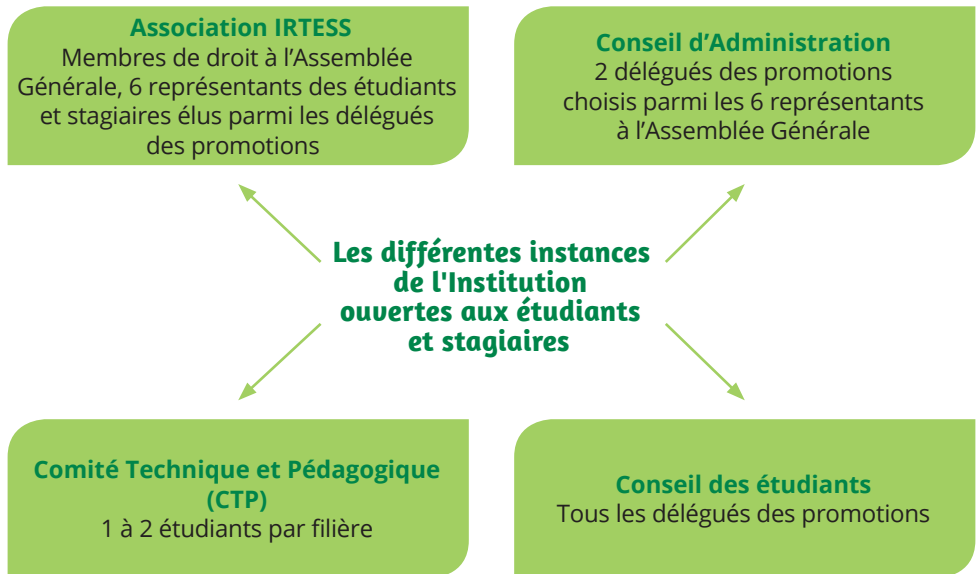 Association IRTESS
Membres de droit à l’Assemblée
Générale, 6 représentants des étudiants
et stagiaires élus parmi les délégués
des promotions
Conseil d’Administration
2 délégués des promotions
choisis parmi les 6 représentants
à l’Assemblée Générale
Les différentes instances
de l'Institution
ouvertes aux étudiants
et stagiaires
Comité Technique et Pédagogique
(CTP)
1 à 2 étudiants par filière
Conseil des étudiants
Tous les délégués des promotions